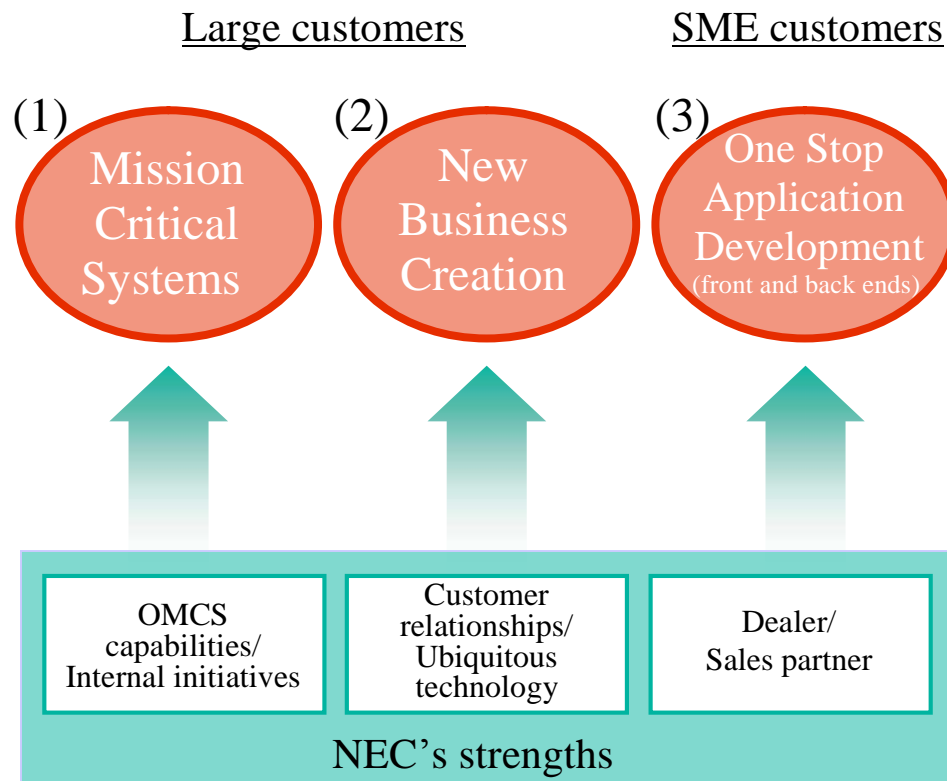 Large customers
SME customers
(1)
Mission
Critical
Systems
(2)
New
Business
Creation
(3)
One Stop
Application
Development
(front and back ends)
OMCS
capabilities/
Internal initiatives
Customer
relationships/
Ubiquitous
technology
Dealer/
Sales partner
NEC’s strengths